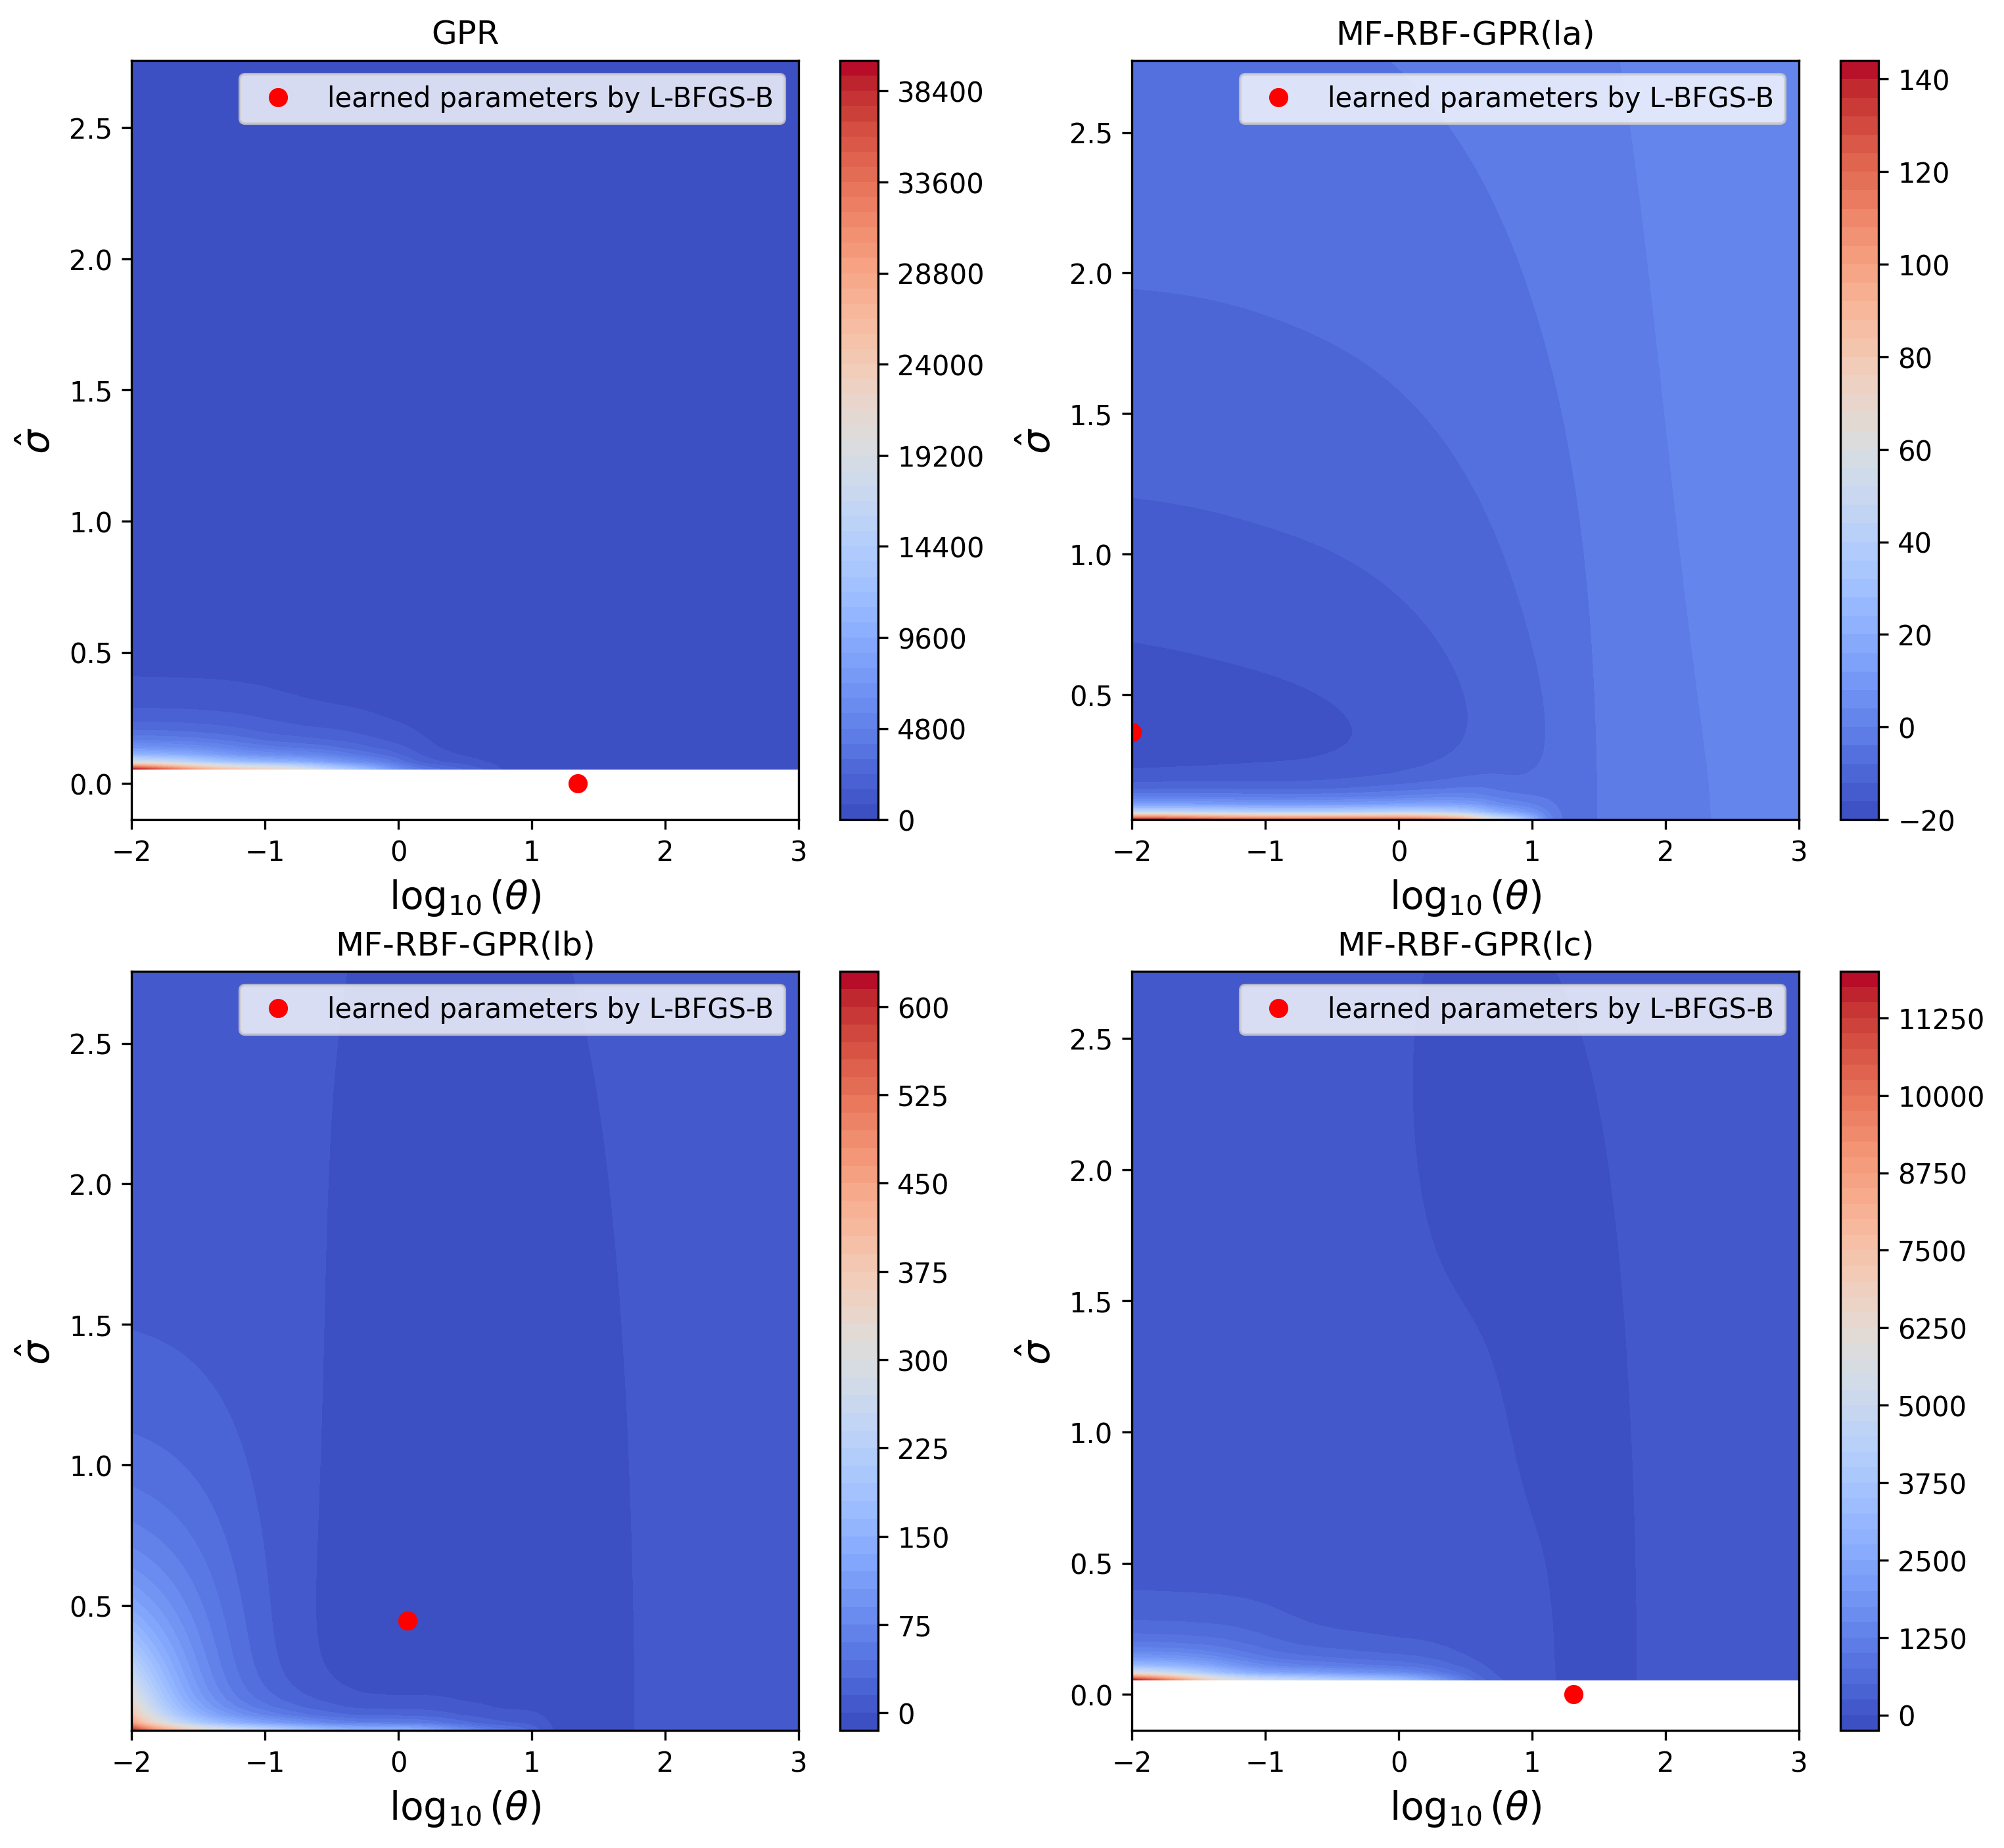 GPR
learned parameters by L-BFGS-B
σ̂
2.5
2.0
1.5
1.0
0.5
0.0
−2 −1 0 1 2 3
log₁₀(θ)
38400
33600
28800
24000
19200
14400
9600
4800
0
MF-RBF-GPR(la)
learned parameters by L-BFGS-B
σ̂
2.5
2.0
1.5
1.0
0.5
−2 −1 0 1 2 3
log₁₀(θ)
140
120
100
80
60
40
20
0
−20
MF-RBF-GPR(lb)
learned parameters by L-BFGS-B
σ̂
2.5
2.0
1.5
1.0
0.5
−2 −1 0 1 2 3
log₁₀(θ)
600
525
450
375
300
225
150
75
0
MF-RBF-GPR(lc)
learned parameters by L-BFGS-B
σ̂
2.5
2.0
1.5
1.0
0.5
0.0
−2 −1 0 1 2 3
log₁₀(θ)
11250
10000
8750
7500
6250
5000
3750
2500
1250
0